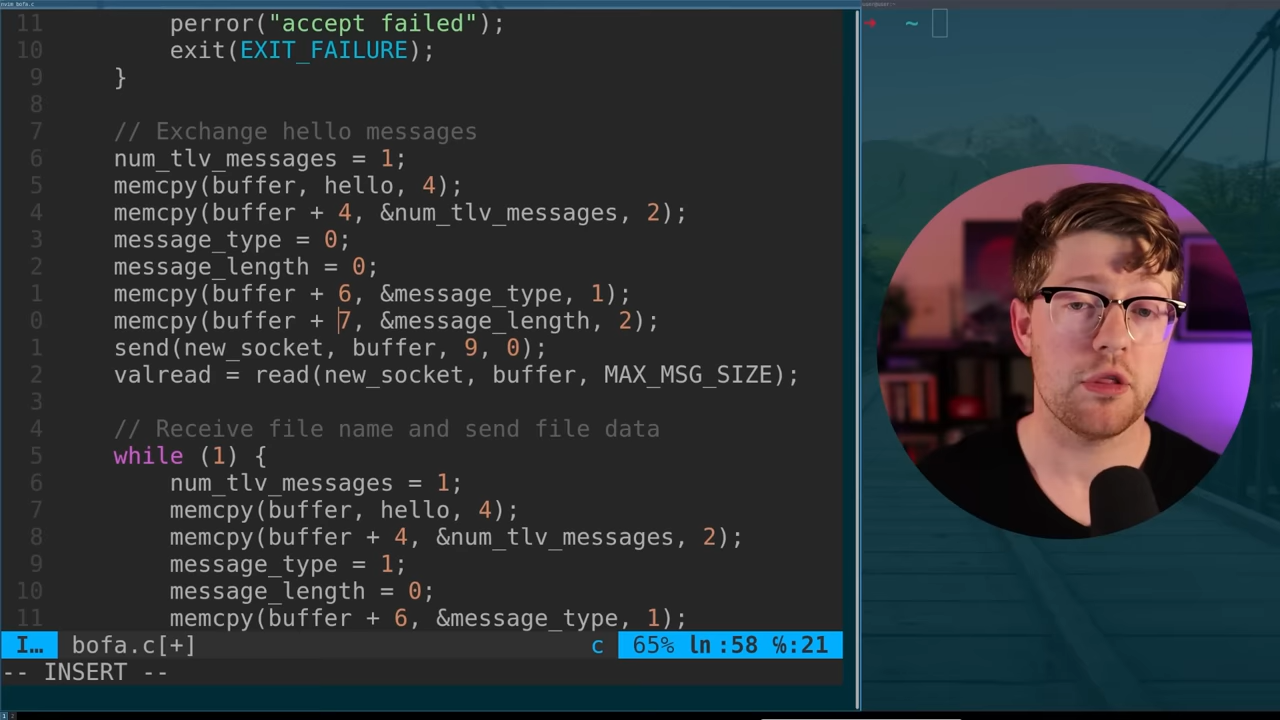 nvim bofa.c
11 perror("accept failed");
10 exit(EXIT_FAILURE);
9 }
8
7 // Exchange hello messages
6 num_tlv_messages = 1;
5 memcpy(buffer, hello, 4);
4 memcpy(buffer + 4, &num_tlv_messages, 2);
3 message_type = 0;
2 message_length = 0;
1 memcpy(buffer + 6, &message_type, 1);
0 memcpy(buffer + 7, &message_length, 2);
1 send(new_socket, buffer, 9, 0);
2 valread = read(new_socket, buffer, MAX_MSG_SIZE);
3
4 // Receive file name and send file data
5 while (1) {
6 num_tlv_messages = 1;
7 memcpy(buffer, hello, 4);
8 memcpy(buffer + 4, &num_tlv_messages, 2);
9 message_type = 1;
10 message_length = 0;
11 memcpy(buffer + 6, &message_type, 1);
I… bofa.c[+] c 65% ln :58 ℅:21
-- INSERT --
➜ ~
1 2